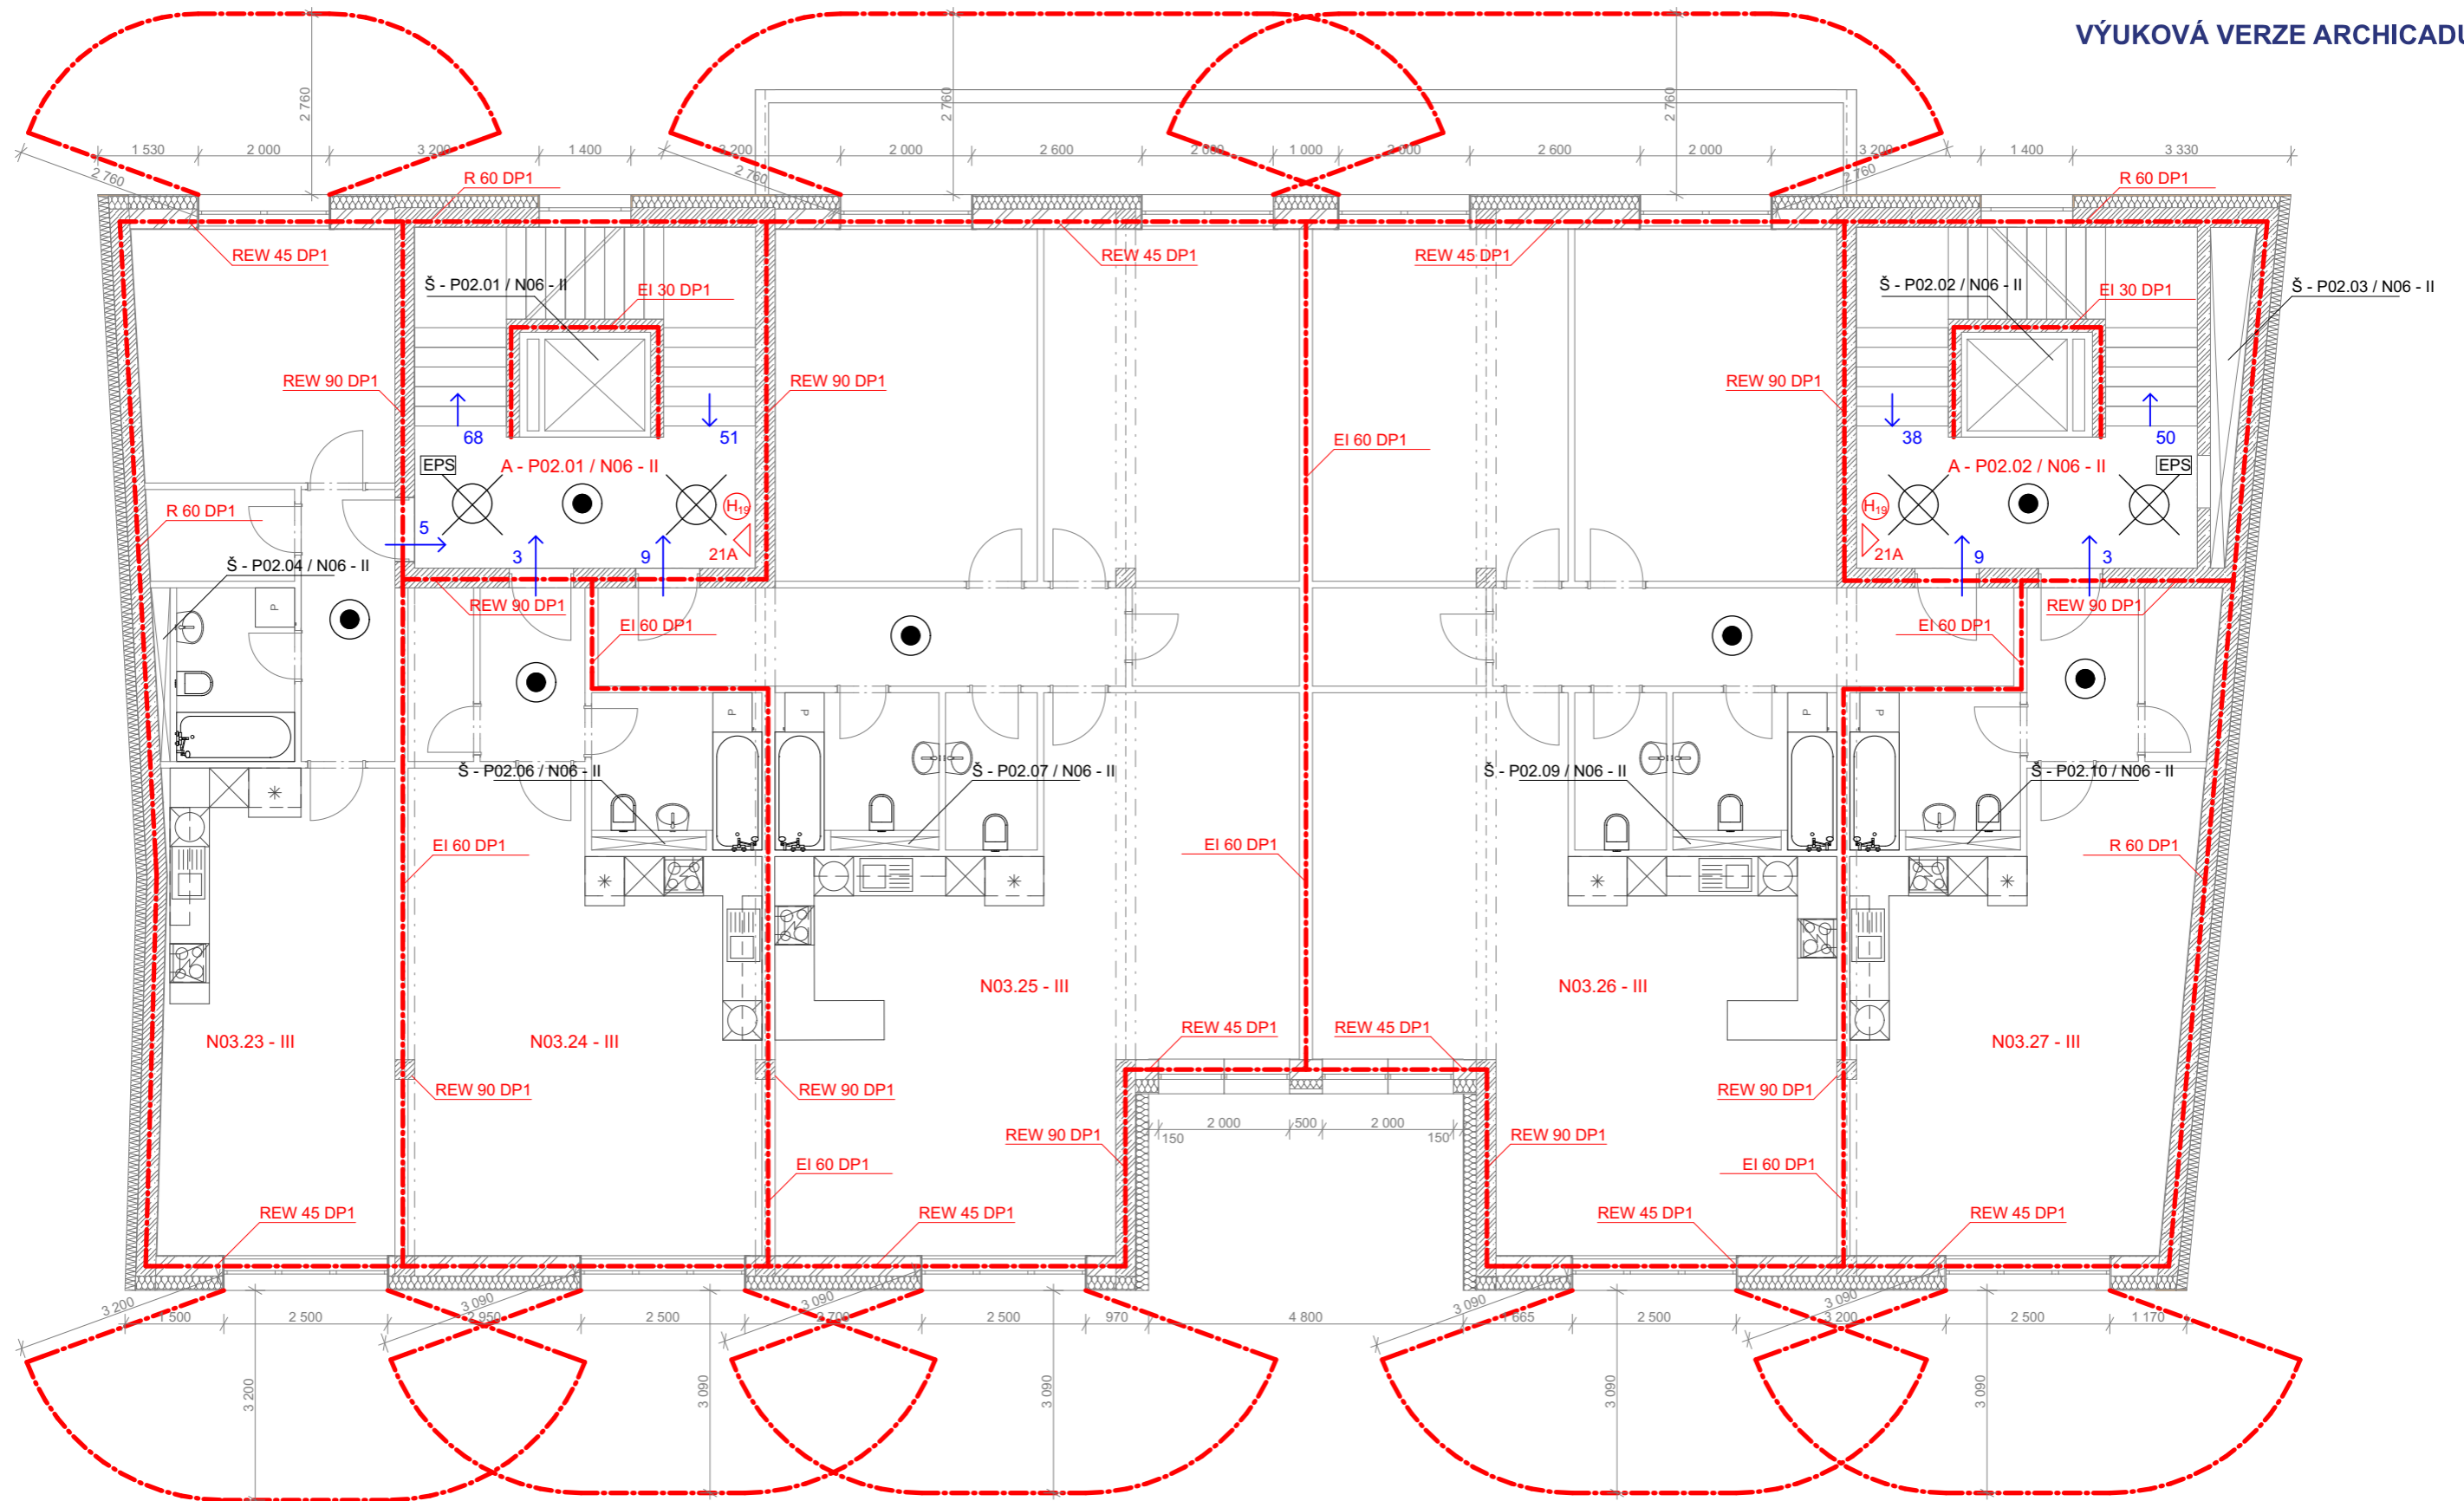 VÝUKOVÁ VERZE ARCHICADU
2 760
2 760
2 760
1 530
2 000
3 200
1 400
3 200
2 000
2 600
2 000
1 000
2 000
2 600
2 000
3 200
1 400
3 330
2 760
2 760
2 760
R 60 DP1
R 60 DP1
REW 45 DP1
REW 45 DP1
REW 45 DP1
Š - P02.01 / N06 - II
EI 30 DP1
Š - P02.02 / N06 - II
EI 30 DP1
Š - P02.03 / N06 - II
REW 90 DP1
REW 90 DP1
REW 90 DP1
68
51
EI 60 DP1
38
50
EPS
A - P02.01 / N06 - II
A - P02.02 / N06 - II
EPS
H19
H19
R 60 DP1
5
3
9
21A
21A
9
3
Š - P02.04 / N06 - II
REW 90 DP1
REW 90 DP1
EI 60 DP1
EI 60 DP1
P
P
P
P
P
Š - P02.06 / N06 - II
Š - P02.07 / N06 - II
Š - P02.09 / N06 - II
Š - P02.10 / N06 - II
EI 60 DP1
EI 60 DP1
R 60 DP1
N03.25 - III
N03.26 - III
N03.23 - III
N03.24 - III
REW 45 DP1
REW 45 DP1
N03.27 - III
REW 90 DP1
REW 90 DP1
REW 90 DP1
150
2 000
500
2 000
150
REW 90 DP1
REW 90 DP1
EI 60 DP1
EI 60 DP1
REW 45 DP1
REW 45 DP1
REW 45 DP1
REW 45 DP1
3 200
3 090
3 090
3 090
3 090
1 500
2 500
2 950
2 500
2 700
2 500
970
4 800
1 665
2 500
3 200
2 500
1 170
3 200
3 090
3 090
3 090
3 090